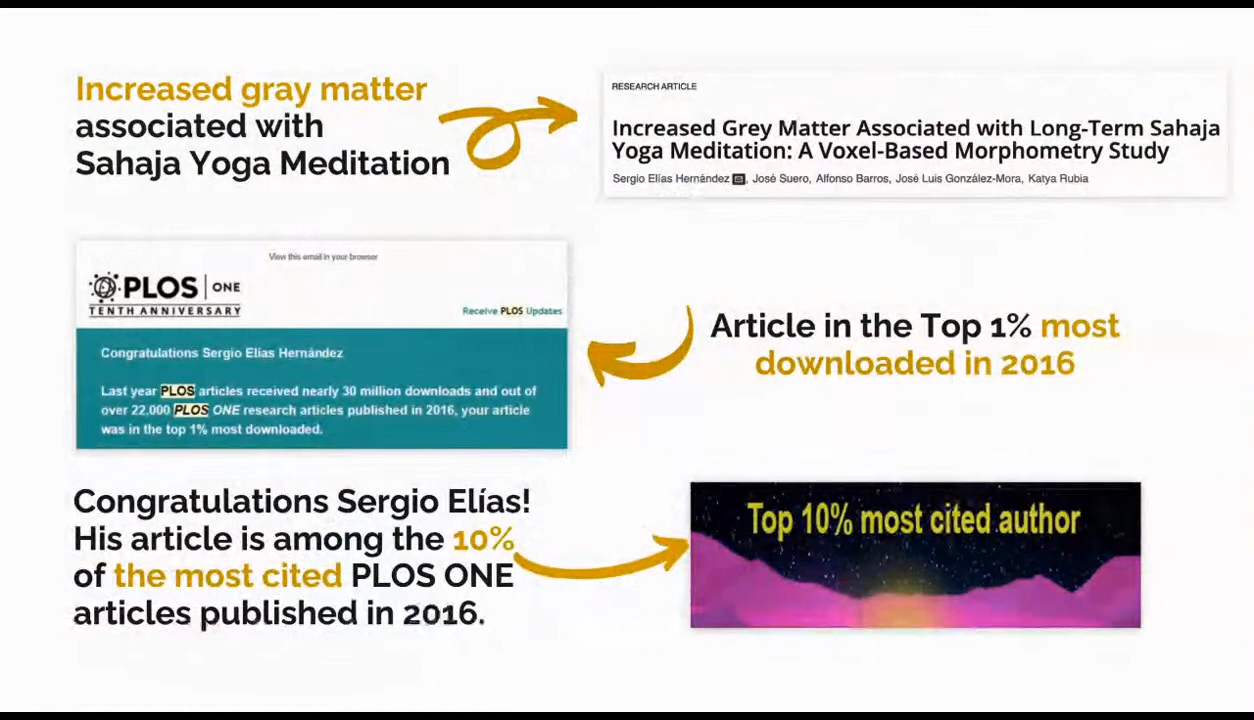 Increased gray matter
associated with
Sahaja Yoga Meditation
RESEARCH ARTICLE
Increased Grey Matter Associated with Long-Term Sahaja
Yoga Meditation: A Voxel-Based Morphometry Study
Sergio Elías Hernández, José Suero, Alfonso Barros, José Luis González-Mora, Katya Rubia
View this email in your browser
PLOS ONE
TENTH ANNIVERSARY
Receive PLOS Updates
Congratulations Sergio Elías Hernández
Last year PLOS articles received nearly 30 million downloads and out of
over 22,000 PLOS ONE research articles published in 2016, your article
was in the top 1% most downloaded.
Article in the Top 1% most
downloaded in 2016
Congratulations Sergio Elías!
His article is among the 10%
of the most cited PLOS ONE
articles published in 2016.
Top 10% most cited author